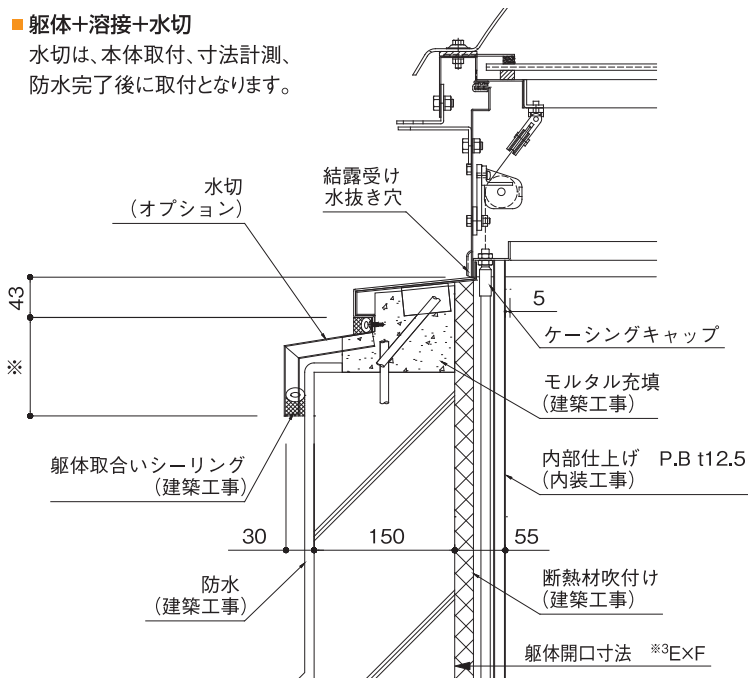 ■ 躯体+溶接+水切
水切は、本体取付、寸法計測、
防水完了後に取付となります。
水切
(オプション)
結露受け
水抜き穴
43
※
5
ケーシングキャップ
モルタル充填
(建築工事)
躯体取合いシーリング
(建築工事)
内部仕上げ P.B t12.5
(内装工事)
30
150
55
防水
(建築工事)
断熱材吹付け
(建築工事)
躯体開口寸法 ※3E×F